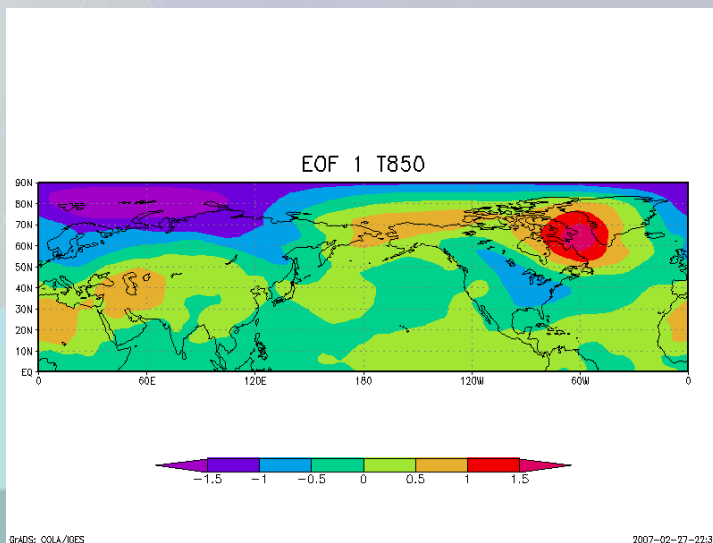 EOF 1 T850
90N
80N
70N
60N
50N
40N
30N
20N
10N
EQ
0 60E 120E 180 120W 60W 0
-1.5 -1 -0.5 0 0.5 1 1.5
GrADS: COLA/IGES 2007-02-27-22:3